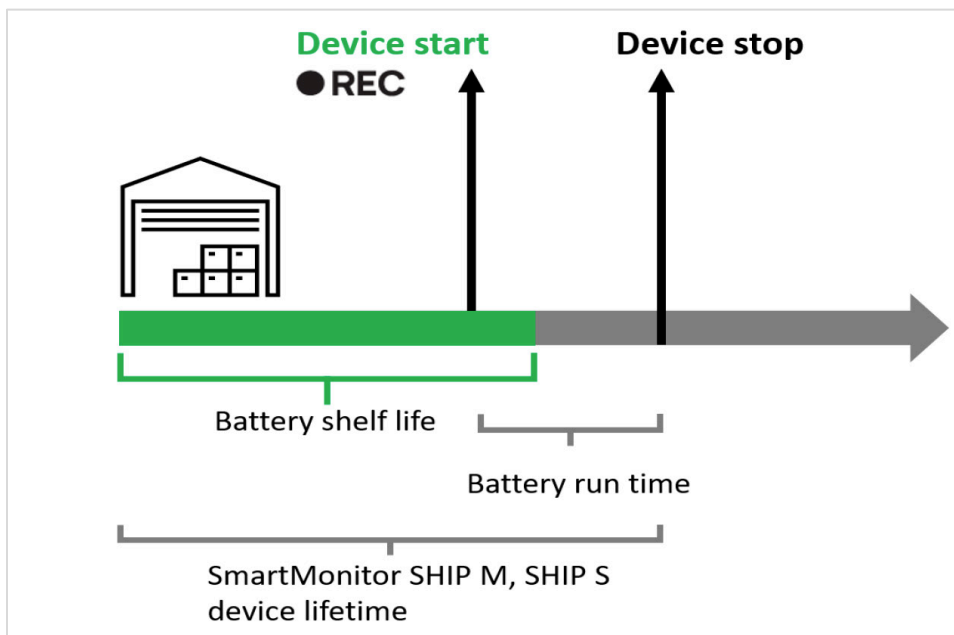 Device start
REC
Device stop
Battery shelf life
Battery run time
SmartMonitor SHIP M, SHIP S
device lifetime